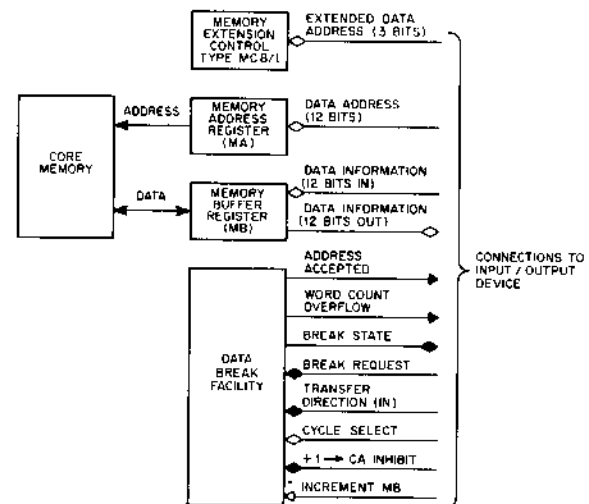 MEMORY
EXTENSION
CONTROL
TYPE MC8/L
EXTENDED DATA
ADDRESS (3 BITS)
ADDRESS
MEMORY
ADDRESS
REGISTER
(MA)
DATA ADDRESS
(12 BITS)
CORE
MEMORY
DATA
MEMORY
BUFFER
REGISTER
(MB)
DATA INFORMATION
(12 BITS IN)
DATA INFORMATION
(12 BITS OUT)
DATA
BREAK
FACILITY
ADDRESS
ACCEPTED
WORD COUNT
OVERFLOW
BREAK STATE
BREAK REQUEST
TRANSFER
DIRECTION (IN)
CYCLE SELECT
+1 → CA INHIBIT
INCREMENT MB
CONNECTIONS TO
INPUT / OUTPUT
DEVICE